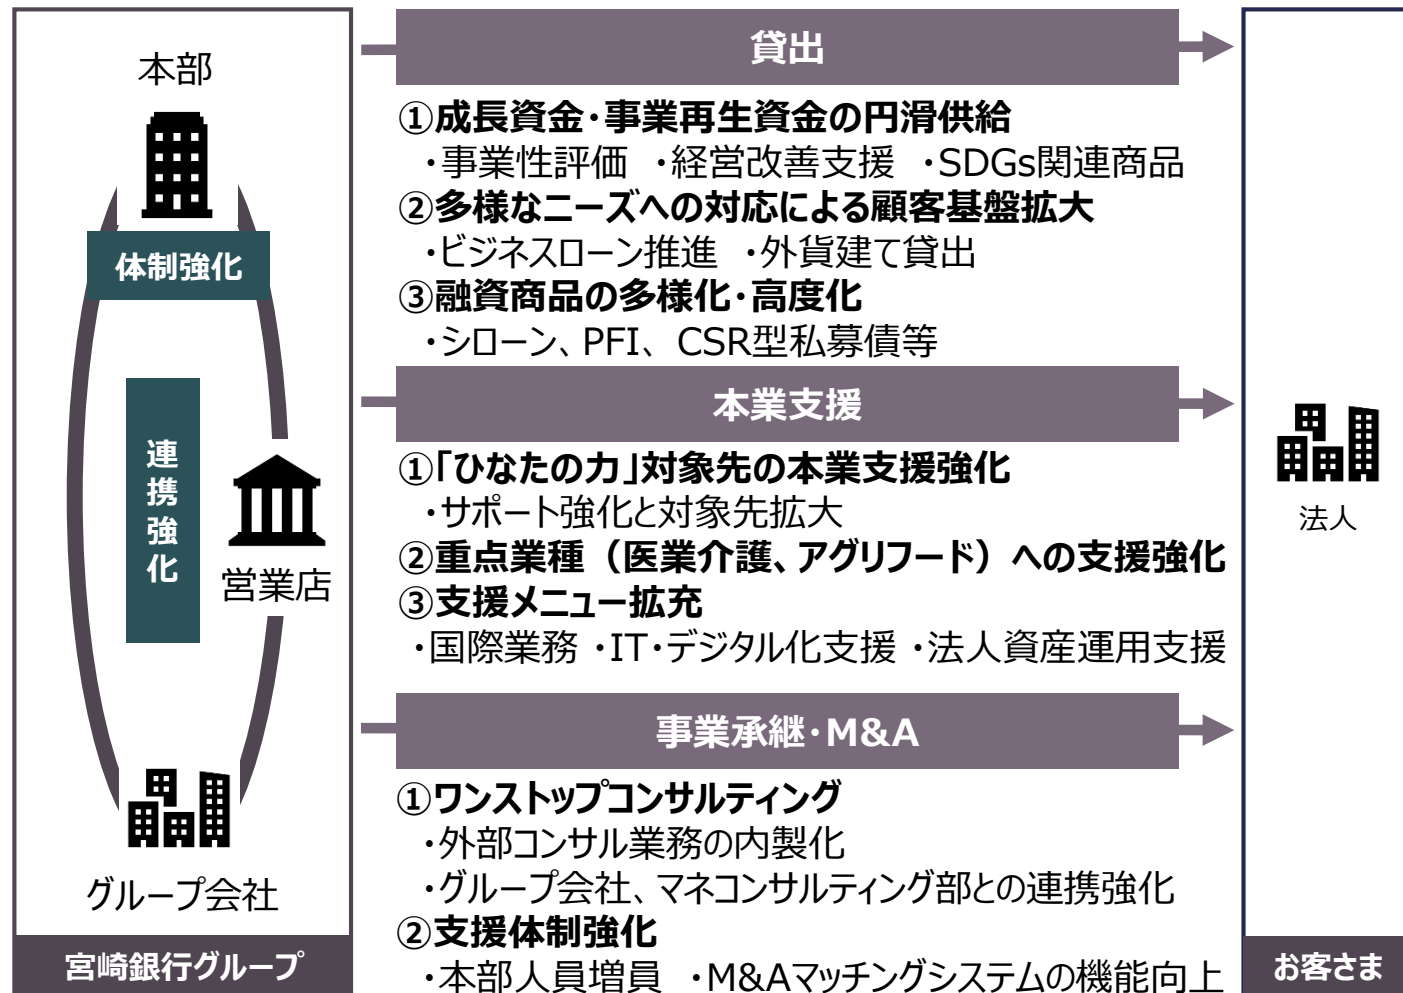 本部
体制強化
連携強化
営業店
グループ会社
宮崎銀行グループ
貸出
①成長資金・事業再生資金の円滑供給
・事業性評価 ・経営改善支援 ・SDGs関連商品
②多様なニーズへの対応による顧客基盤拡大
・ビジネスローン推進 ・外貨建て貸出
③融資商品の多様化・高度化
・シローン、PFI、CSR型私募債等
本業支援
①「ひなたの力」対象先の本業支援強化
・サポート強化と対象先拡大
②重点業種（医業介護、アグリフード）への支援強化
③支援メニュー拡充
・国際業務 ・IT・デジタル化支援 ・法人資産運用支援
事業承継・M&A
①ワンストップコンサルティング
・外部コンサル業務の内製化
・グループ会社、マネコンサルティング部との連携強化
②支援体制強化
・本部人員増員 ・M&Aマッチングシステムの機能向上
法人
お客さま